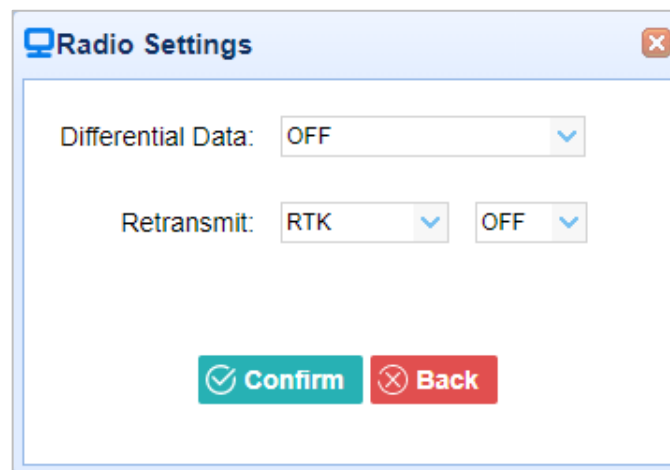 Radio Settings
Differential Data: OFF
Retransmit: RTK OFF
Confirm Back